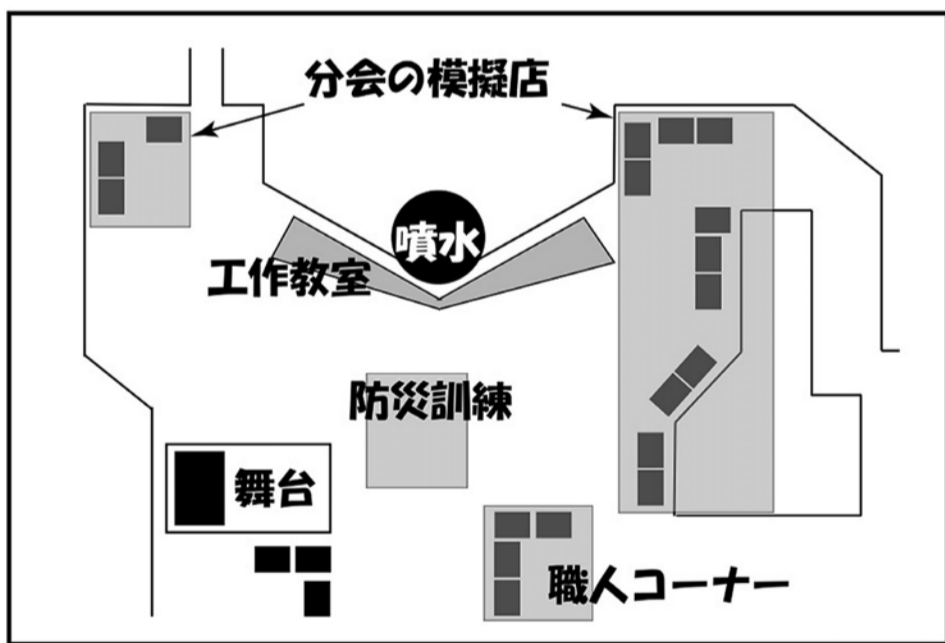 分会の模擬店
噴水
工作教室
防災訓練
舞台
職人コーナー